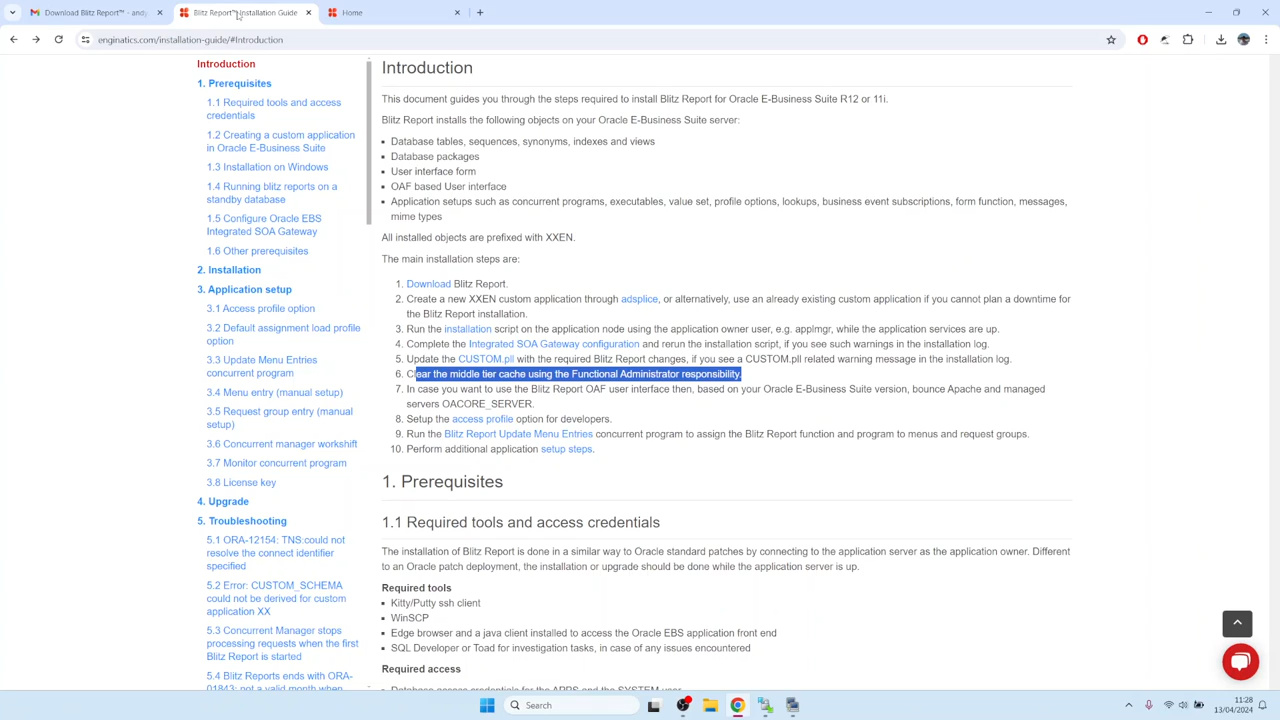 Download Blitz Report™ - andy
Blitz Report™ Installation Guide
Home
enginatics.com/installation-guide/#Introduction
Introduction
1. Prerequisites
1.1 Required tools and access
credentials
1.2 Creating a custom application
in Oracle E-Business Suite
1.3 Installation on Windows
1.4 Running blitz reports on a
standby database
1.5 Configure Oracle EBS
Integrated SOA Gateway
1.6 Other prerequisites
2. Installation
3. Application setup
3.1 Access profile option
3.2 Default assignment load profile
option
3.3 Update Menu Entries
concurrent program
3.4 Menu entry (manual setup)
3.5 Request group entry (manual
setup)
3.6 Concurrent manager workshift
3.7 Monitor concurrent program
3.8 License key
4. Upgrade
5. Troubleshooting
5.1 ORA-12154: TNS:could not
resolve the connect identifier
specified
5.2 Error: CUSTOM_SCHEMA
could not be derived for custom
application XX
5.3 Concurrent Manager stops
processing requests when the first
Blitz Report is started
5.4 Blitz Reports ends with ORA-
01843: not a valid month when
Introduction
This document guides you through the steps required to install Blitz Report for Oracle E-Business Suite R12 or 11i.
Blitz Report installs the following objects on your Oracle E-Business Suite server:
Database tables, sequences, synonyms, indexes and views
Database packages
User interface form
OAF based User interface
Application setups such as concurrent programs, executables, value set, profile options, lookups, business event subscriptions, form function, messages,
mime types
All installed objects are prefixed with XXEN.
The main installation steps are:
1. Download Blitz Report.
2. Create a new XXEN custom application through adsplice, or alternatively, use an already existing custom application if you cannot plan a downtime for
the Blitz Report installation.
3. Run the installation script on the application node using the application owner user, e.g. applmgr, while the application services are up.
4. Complete the Integrated SOA Gateway configuration and rerun the installation script, if you see such warnings in the installation log.
5. Update the CUSTOM.pll with the required Blitz Report changes, if you see a CUSTOM.pll related warning message in the installation log.
6. Clear the middle tier cache using the Functional Administrator responsibility.
7. In case you want to use the Blitz Report OAF user interface then, based on your Oracle E-Business Suite version, bounce Apache and managed
servers OACORE_SERVER.
8. Setup the access profile option for developers.
9. Run the Blitz Report Update Menu Entries concurrent program to assign the Blitz Report function and program to menus and request groups.
10. Perform additional application setup steps.
1. Prerequisites
1.1 Required tools and access credentials
The installation of Blitz Report is done in a similar way to Oracle standard patches by connecting to the application server as the application owner. Different
to an Oracle patch deployment, the installation or upgrade should be done while the application server is up.
Required tools
Kitty/Putty ssh client
WinSCP
Edge browser and a java client installed to access the Oracle EBS application front end
SQL Developer or Toad for investigation tasks, in case of any issues encountered
Required access
Database access credentials for the APPS and the SYSTEM user
Search
11:28
13/04/2024